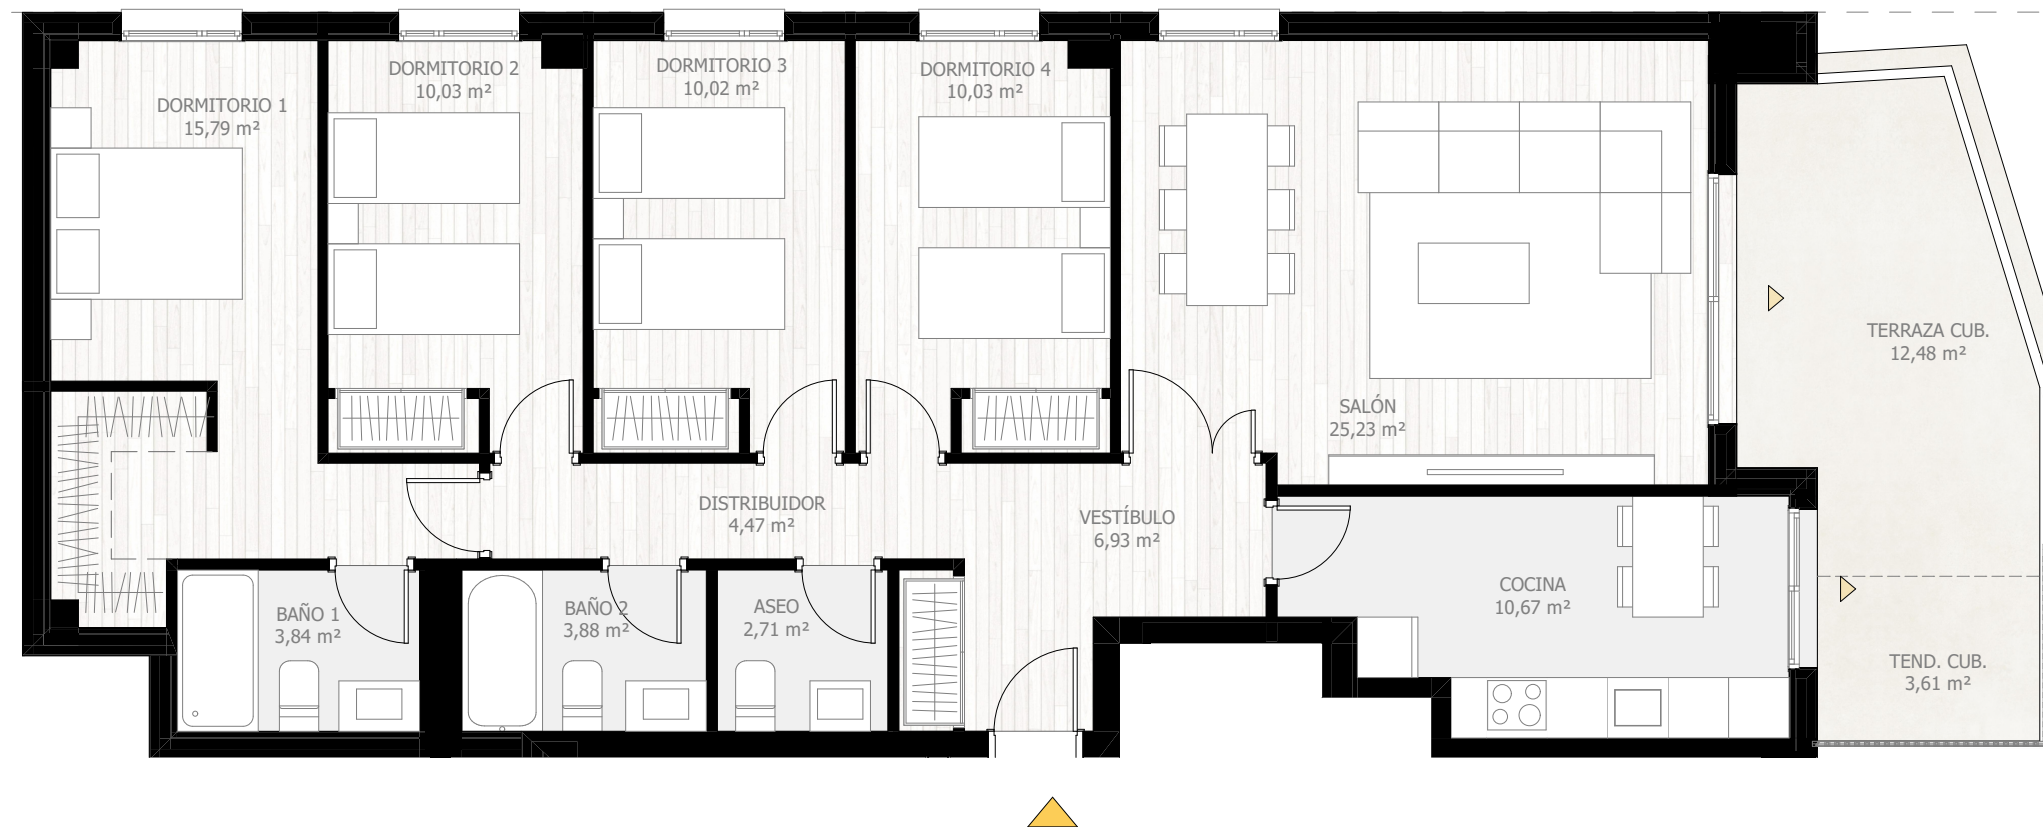 DORMITORIO 1
15,79 m²
DORMITORIO 2
10,03 m²
DORMITORIO 3
10,02 m²
DORMITORIO 4
10,03 m²
SALÓN
25,23 m²
TERRAZA CUB.
12,48 m²
DISTRIBUIDOR
4,47 m²
VESTÍBULO
6,93 m²
COCINA
10,67 m²
BAÑO 1
3,84 m²
BAÑO 2
3,88 m²
ASEO
2,71 m²
TEND. CUB.
3,61 m²